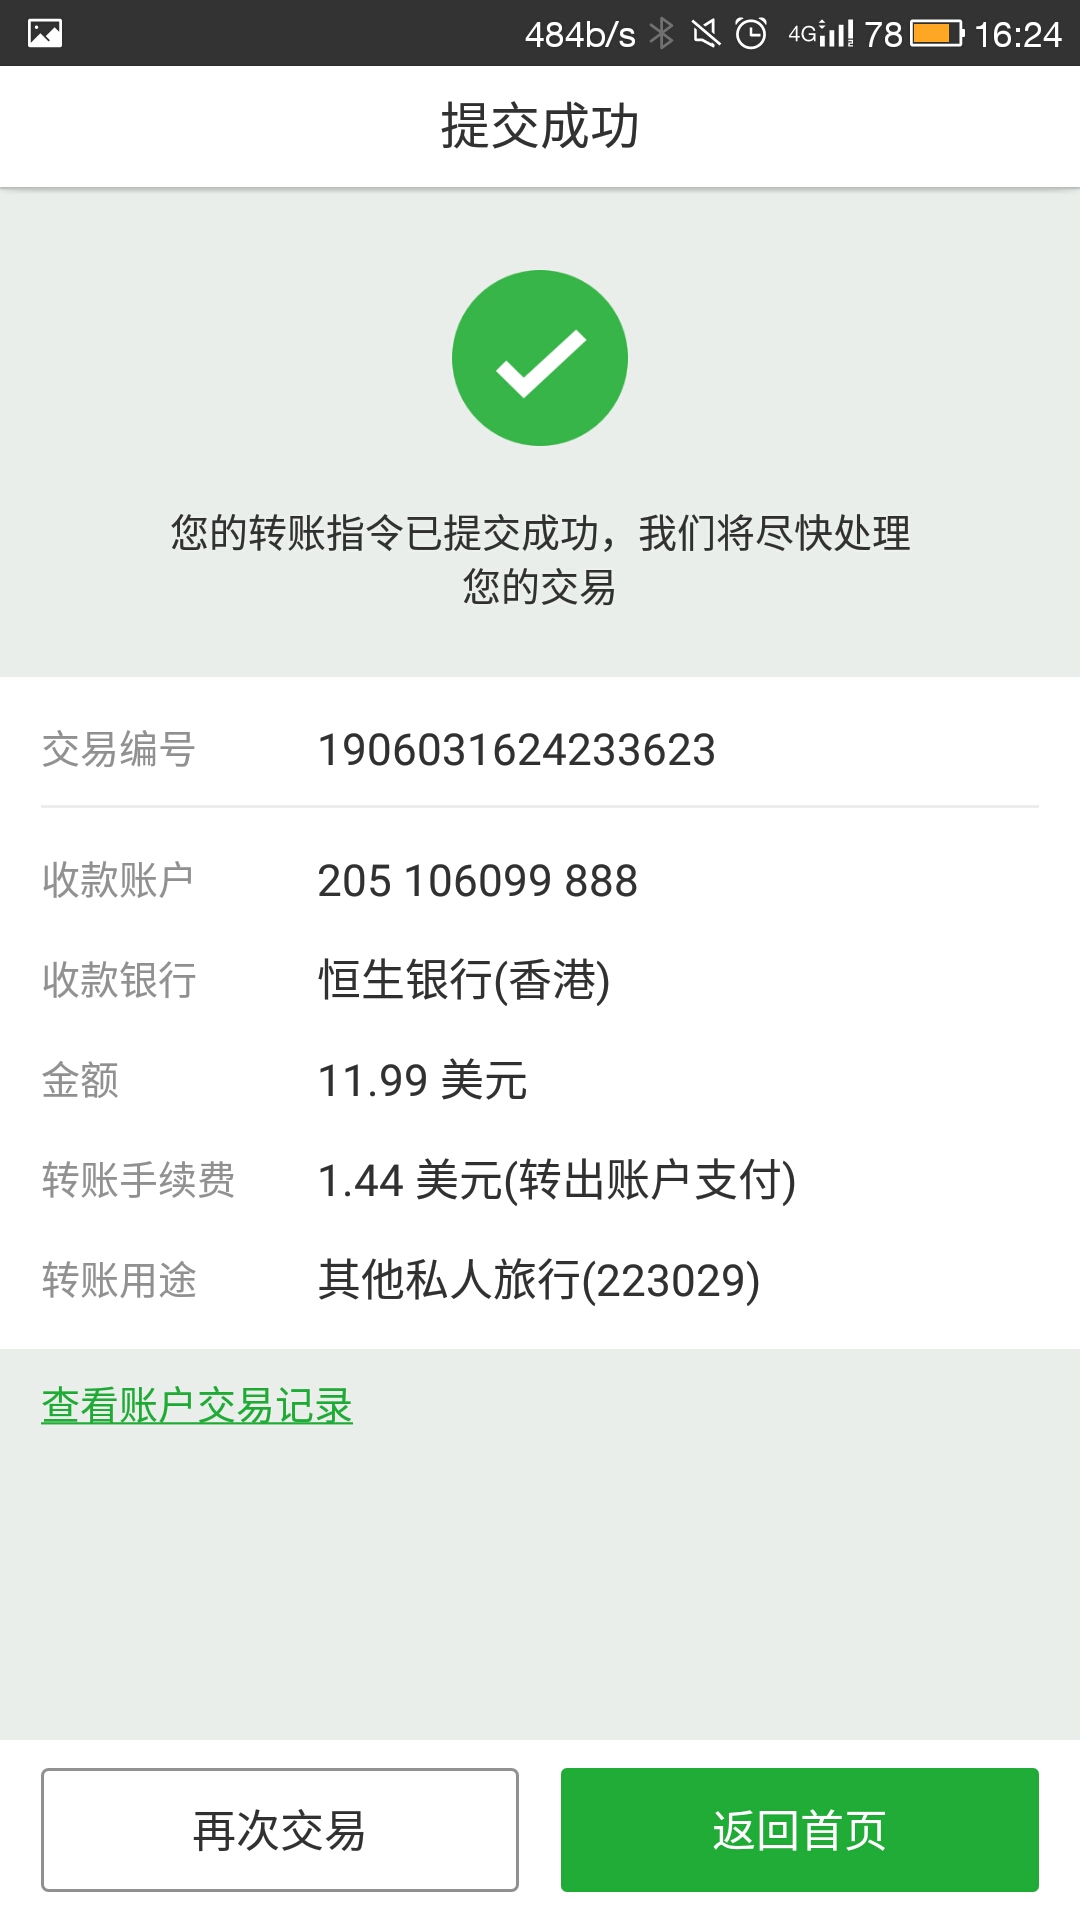 484b/s 4G 78 16:24
提交成功
您的转账指令已提交成功，我们将尽快处理
您的交易
交易编号 1906031624233623
收款账户 205 106099 888
收款银行 恒生银行(香港)
金额 11.99 美元
转账手续费 1.44 美元(转出账户支付)
转账用途 其他私人旅行(223029)
查看账户交易记录
再次交易 返回首页